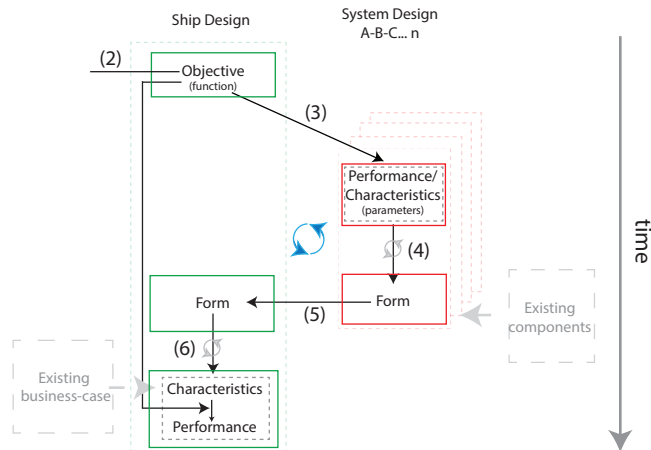 Ship Design
System Design
A-B-C... n
(2)
Objective
(function)
(3)
Performance/
Characteristics
(parameters)
(4)
time
Form
(5)
Form
Existing
components
(6)
Existing
business-case
Characteristics
Performance